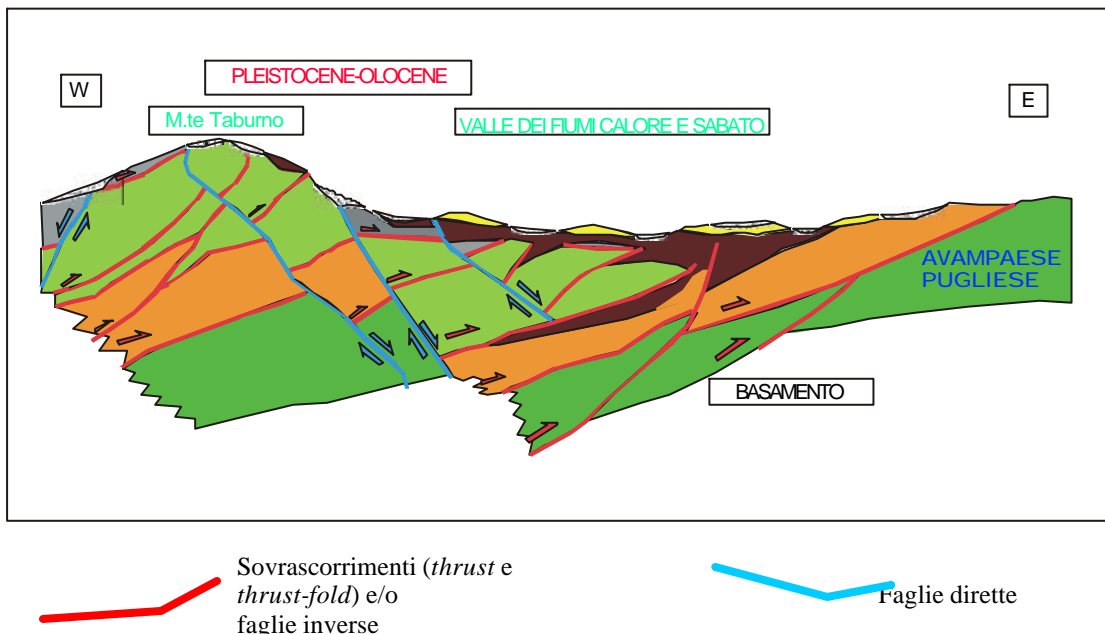 PLEISTOCENE-OLOCENE
W
E
M.te Taburno
VALLE DEI FIUMI CALORE E SABATO
AVAMPAESE
PUGLIESE
BASAMENTO
Sovrascorrimenti (thrust e
thrust-fold) e/o
faglie inverse
Faglie dirette